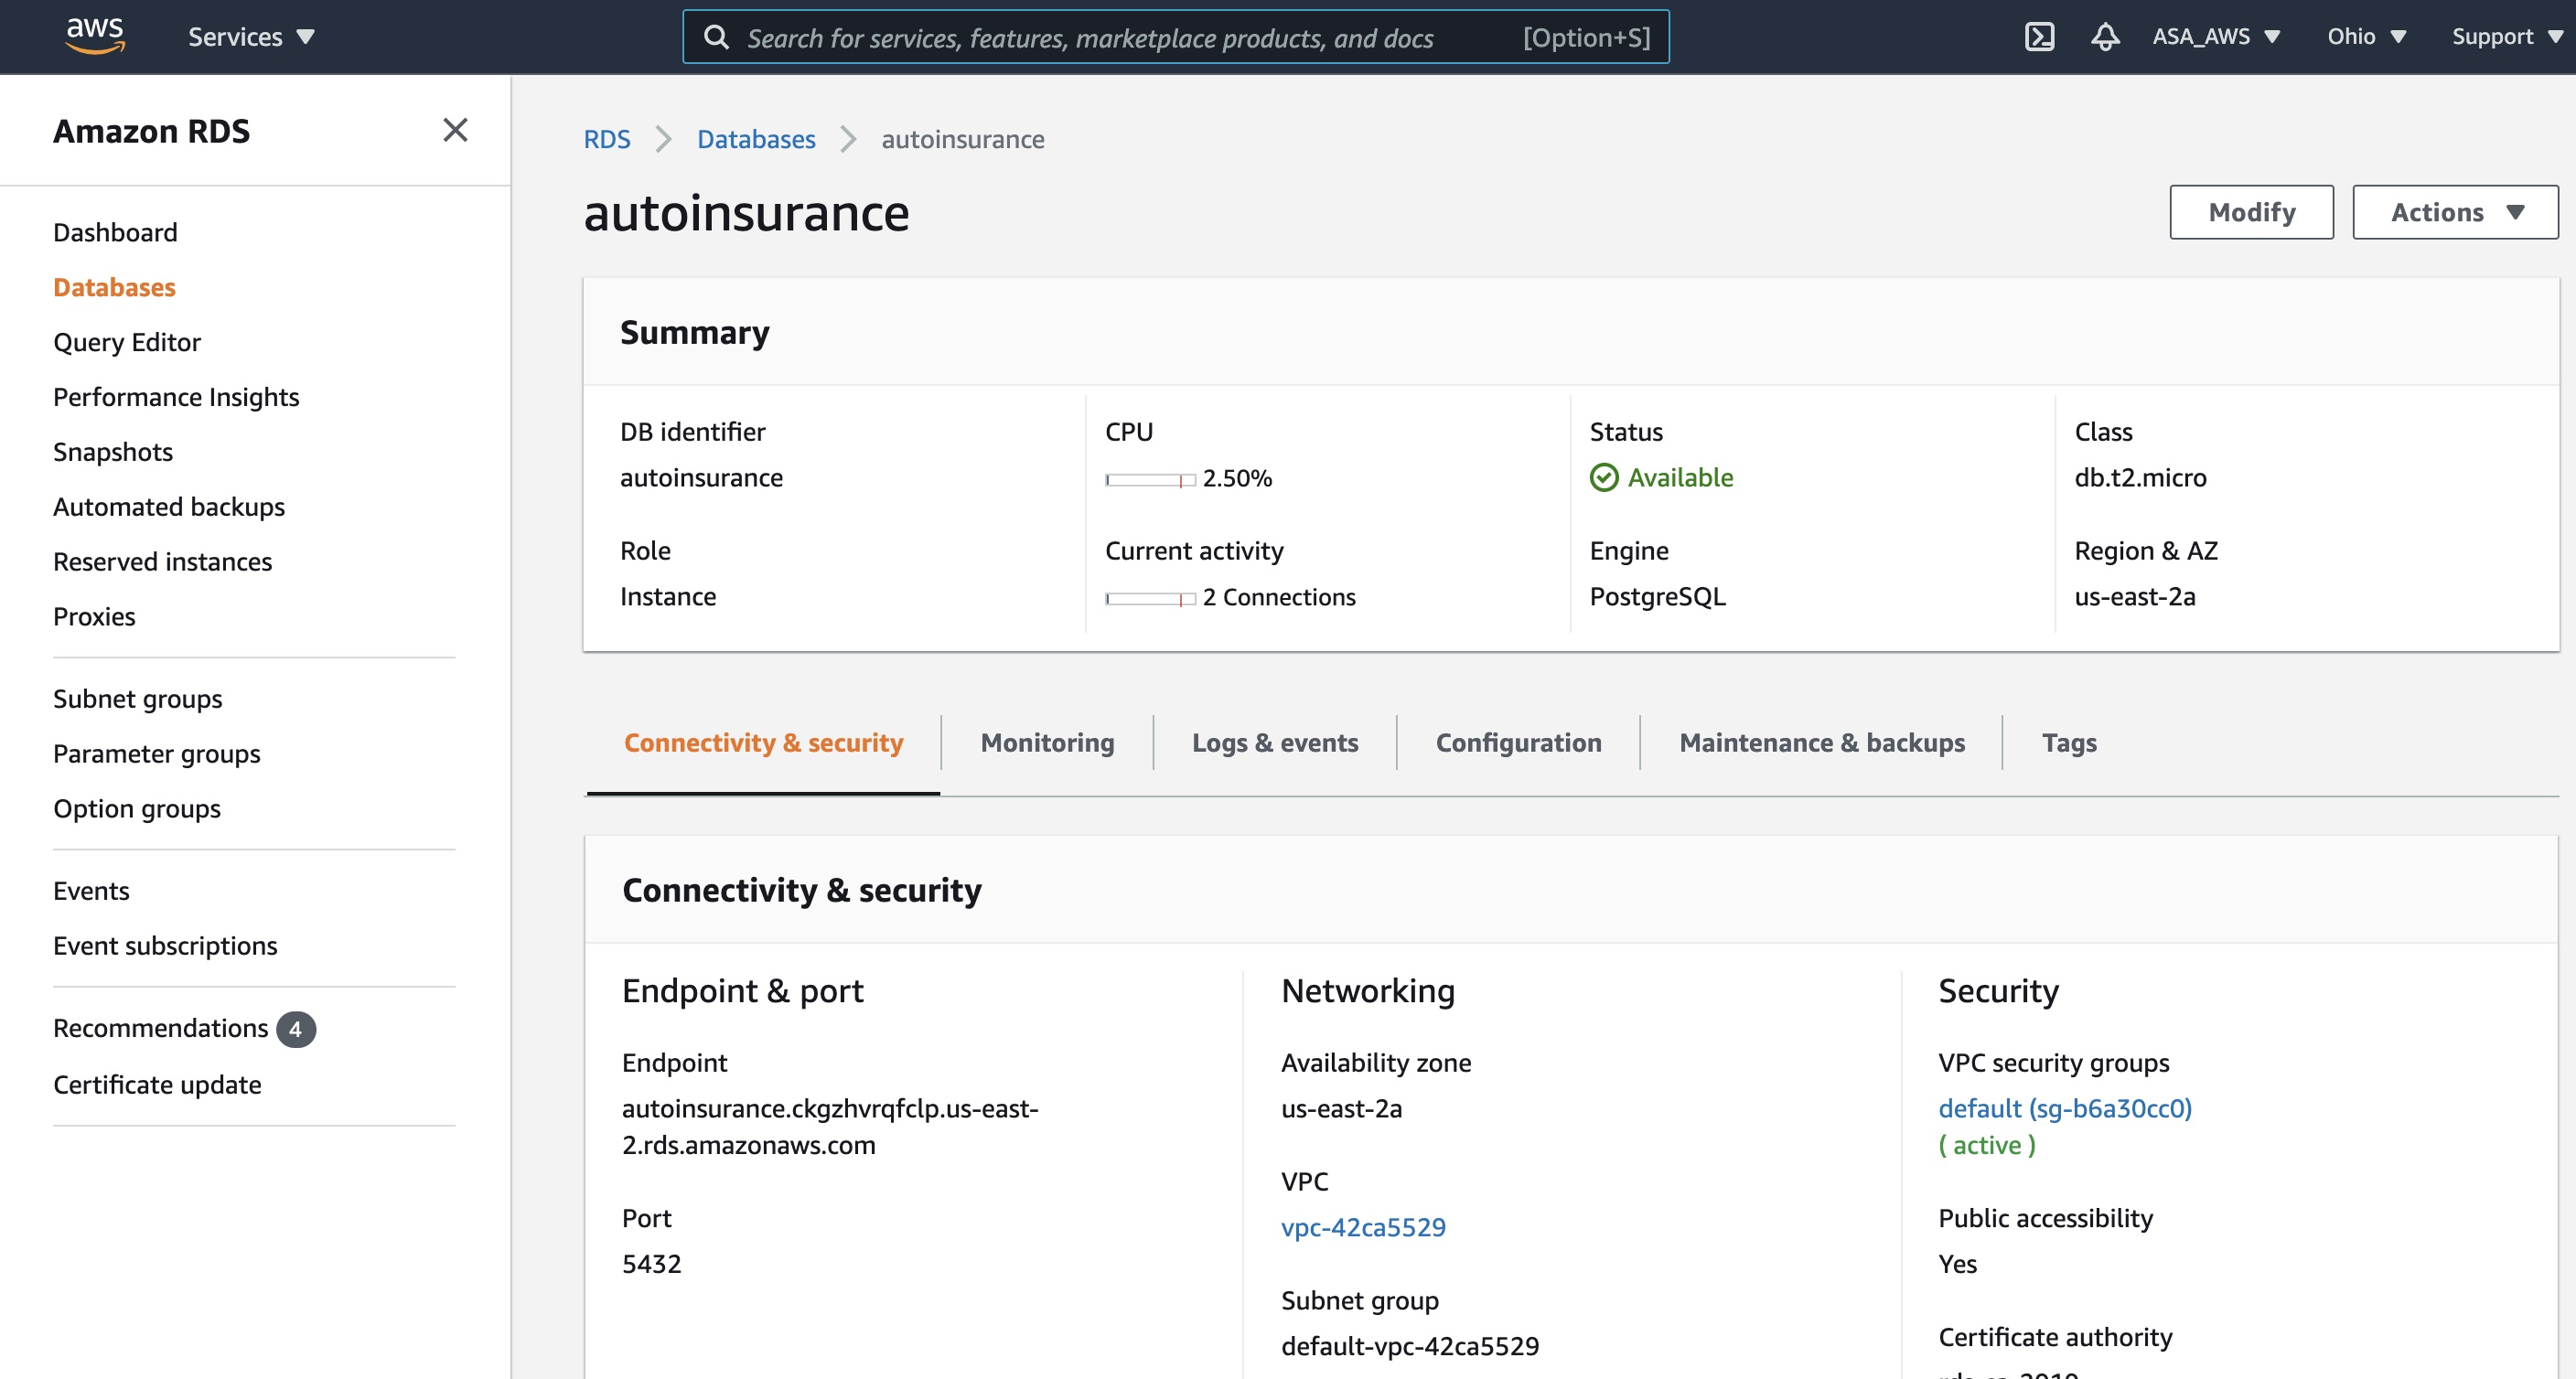 aws
Services
Search for services, features, marketplace products, and docs [Option+S]
ASA_AWS
Ohio
Support
Amazon RDS
Dashboard
Databases
Query Editor
Performance Insights
Snapshots
Automated backups
Reserved instances
Proxies
Subnet groups
Parameter groups
Option groups
Events
Event subscriptions
Recommendations 4
Certificate update
RDS Databases autoinsurance
autoinsurance
Modify
Actions
Summary
DB identifier
autoinsurance
Role
Instance
CPU
2.50%
Current activity
2 Connections
Status
Available
Engine
PostgreSQL
Class
db.t2.micro
Region & AZ
us-east-2a
Connectivity & security
Monitoring
Logs & events
Configuration
Maintenance & backups
Tags
Connectivity & security
Endpoint & port
Endpoint
autoinsurance.ckgzhvrqfclp.us-east-
2.rds.amazonaws.com
Port
5432
Networking
Availability zone
us-east-2a
VPC
vpc-42ca5529
Subnet group
default-vpc-42ca5529
Security
VPC security groups
default (sg-b6a30cc0)
( active )
Public accessibility
Yes
Certificate authority